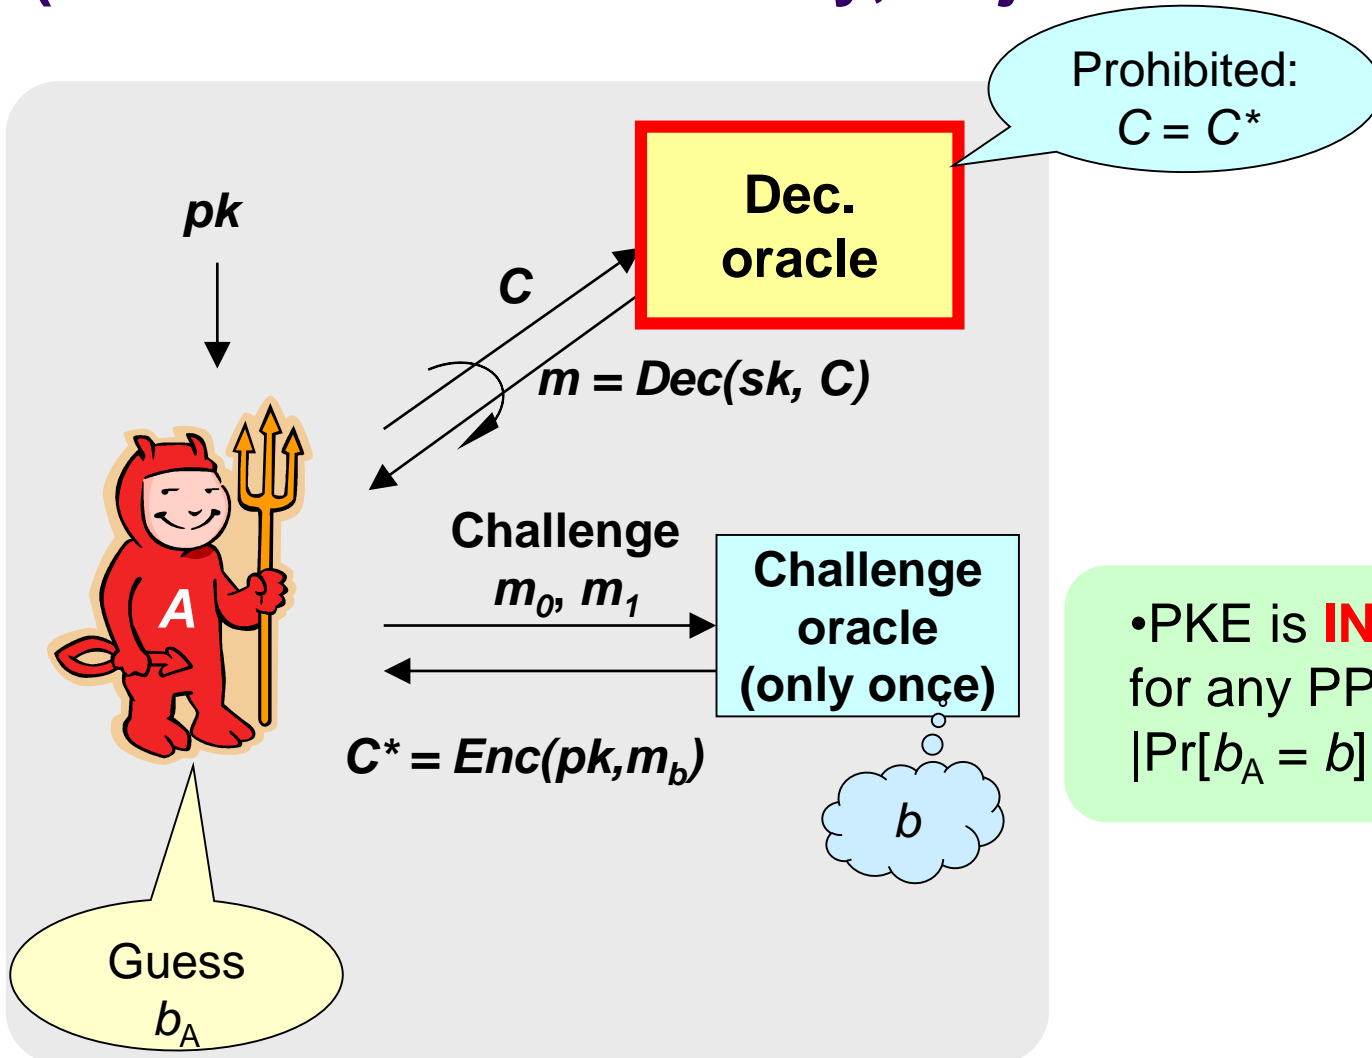 Prohibited:
C = C*
Dec.
oracle
pk
C
m = Dec(sk, C)
Challenge
m0, m1
Challenge
oracle
(only once)
A
C* = Enc(pk,mb)
b
Guess
bA
•PKE is IN
for any PP
|Pr[bA = b]